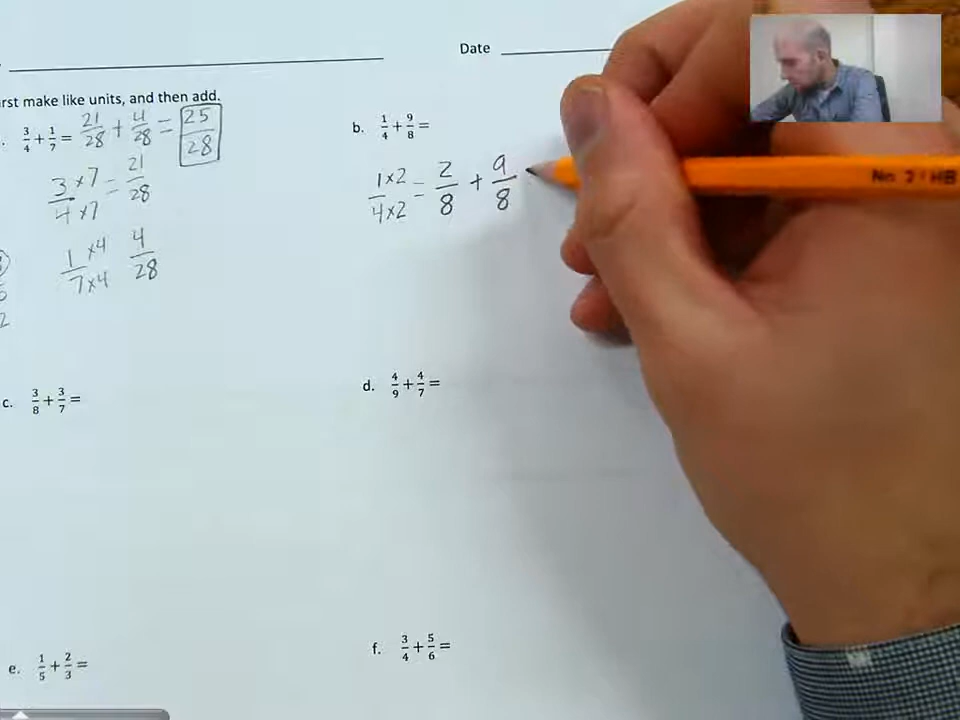 Date
rst make like units, and then add.
. 3/4 + 1/7 = 21/28 + 4/28 = 25/28
3×7/4×7 = 21/28
1×4/7×4 4/28
b. 1/4 + 9/8 =
1×2/4×2 = 2/8 + 9/8
c. 3/8 + 3/7 =
d. 4/9 + 4/7 =
e. 1/5 + 2/3 =
f. 3/4 + 5/6 =
No 2 HB